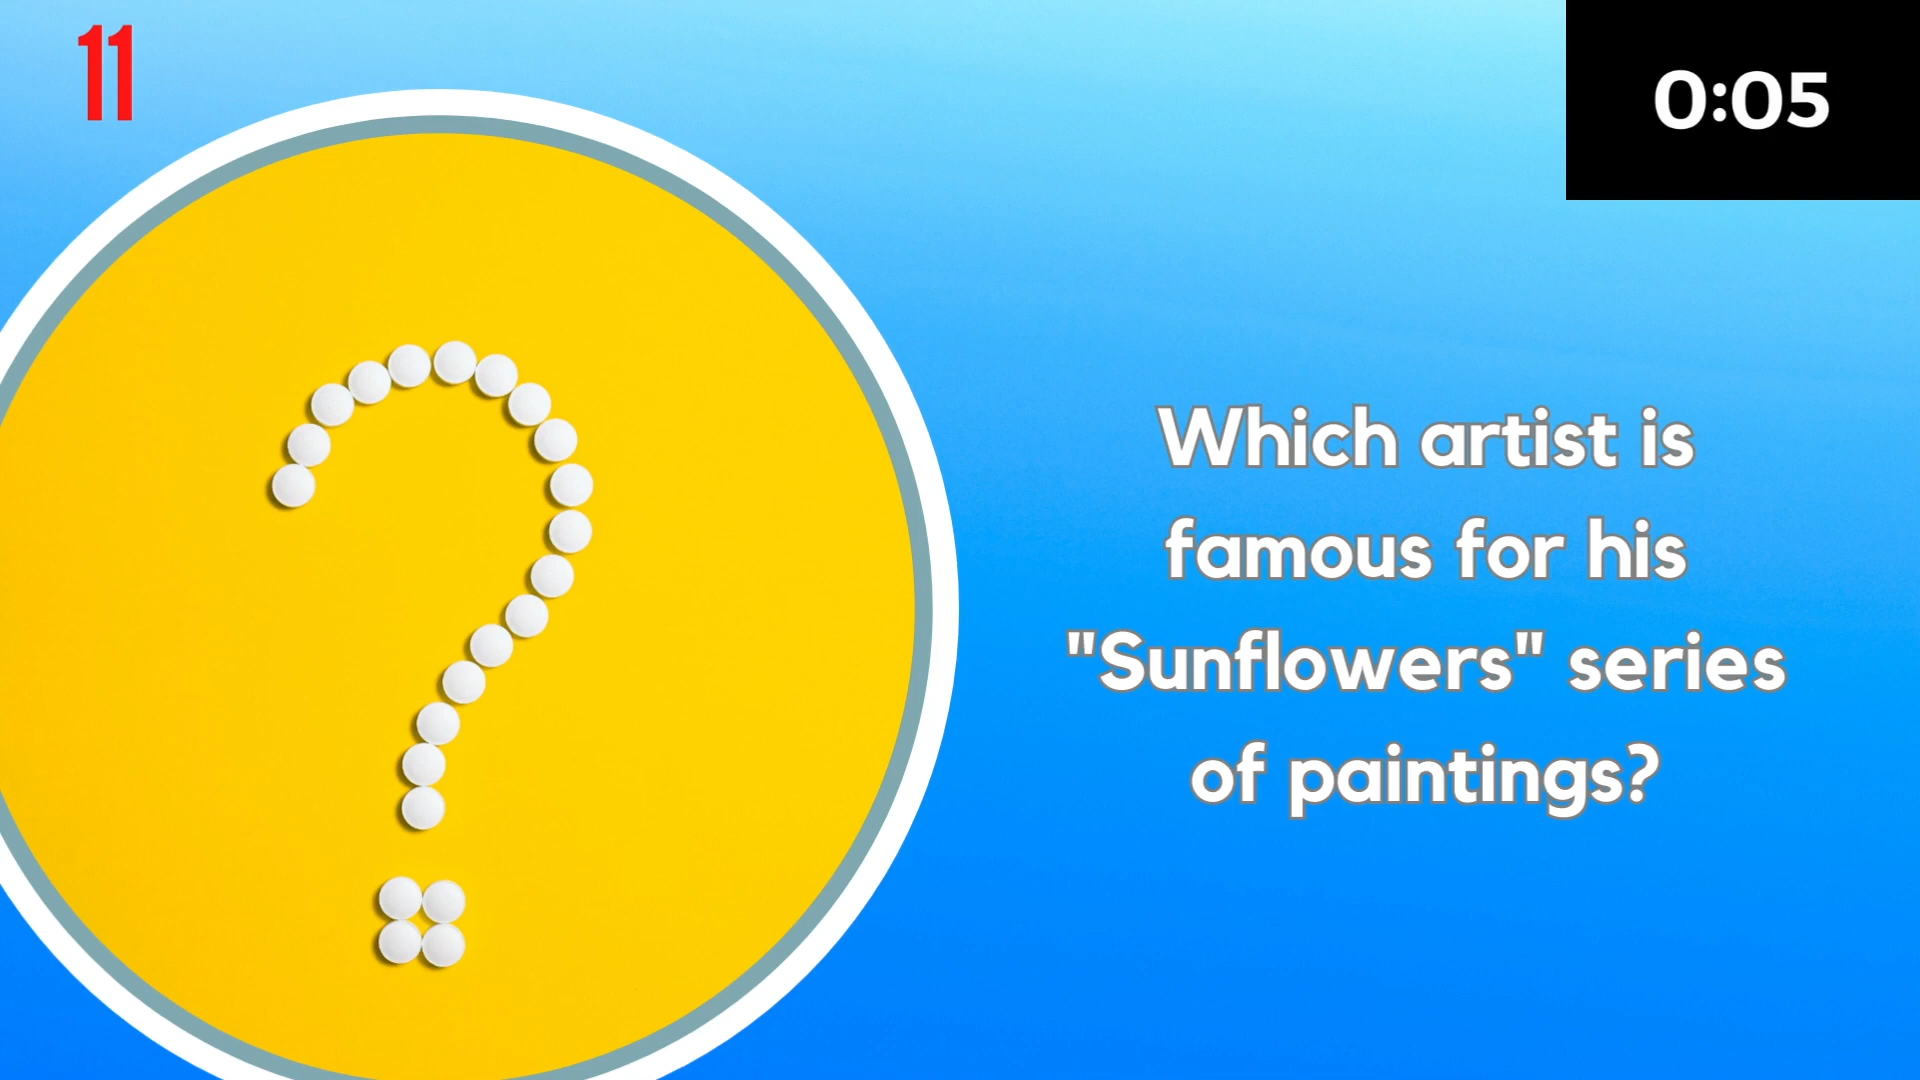 11
0:05
Which artist is
famous for his
"Sunflowers" series
of paintings?